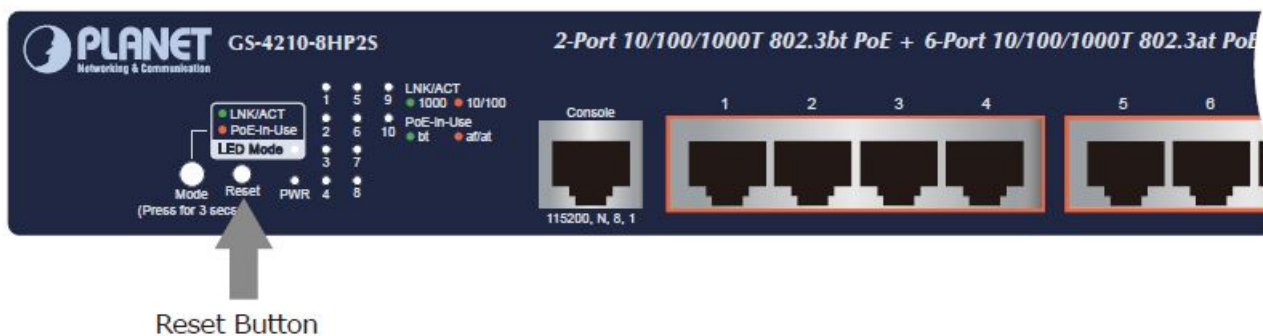 PLANET
Networking & Communication
GS-4210-8HP2S
2-Port 10/100/1000T 802.3bt PoE + 6-Port 10/100/1000T 802.3at PoE
LNK/ACT
PoE-In-Use
LED Mode
Mode
(Press for 3 secs
Reset
PWR
1 5 9
2 6 10
3 7
4 8
LNK/ACT
1000 10/100
PoE-In-Use
bt af/at
Console
115200, N, 8, 1
1 2 3 4
5 6
Reset Button